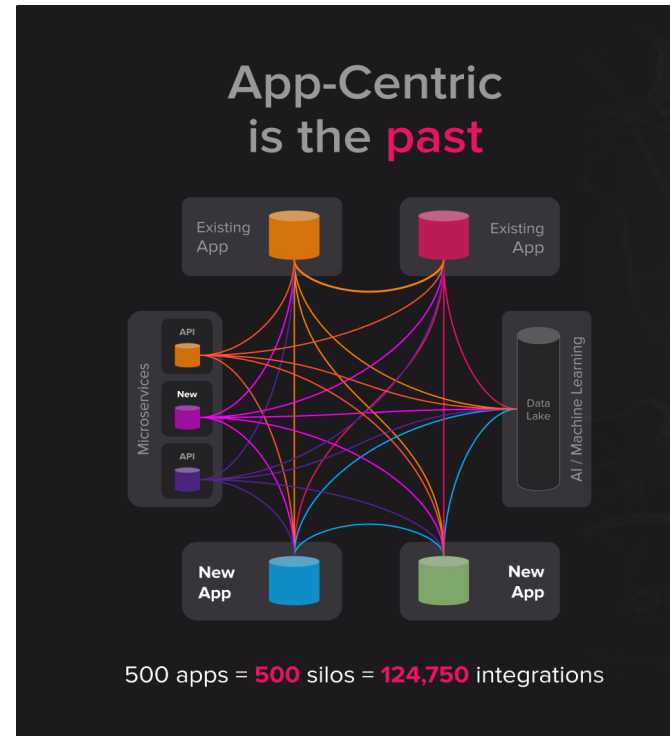 App-Centric
is the past
Existing
App
Existing
App
Microservices
API
New
API
Data
Lake
AI / Machine Learning
New
App
New
App
500 apps = 500 silos = 124,750 integrations